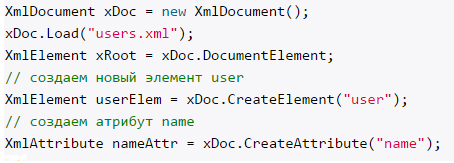 XmlDocument xDoc = new XmlDocument();
xDoc.Load("users.xml");
XmlElement xRoot = xDoc.DocumentElement;
// создаем новый элемент user
XmlElement userElem = xDoc.CreateElement("user");
// создаем атрибут name
XmlAttribute nameAttr = xDoc.CreateAttribute("name");